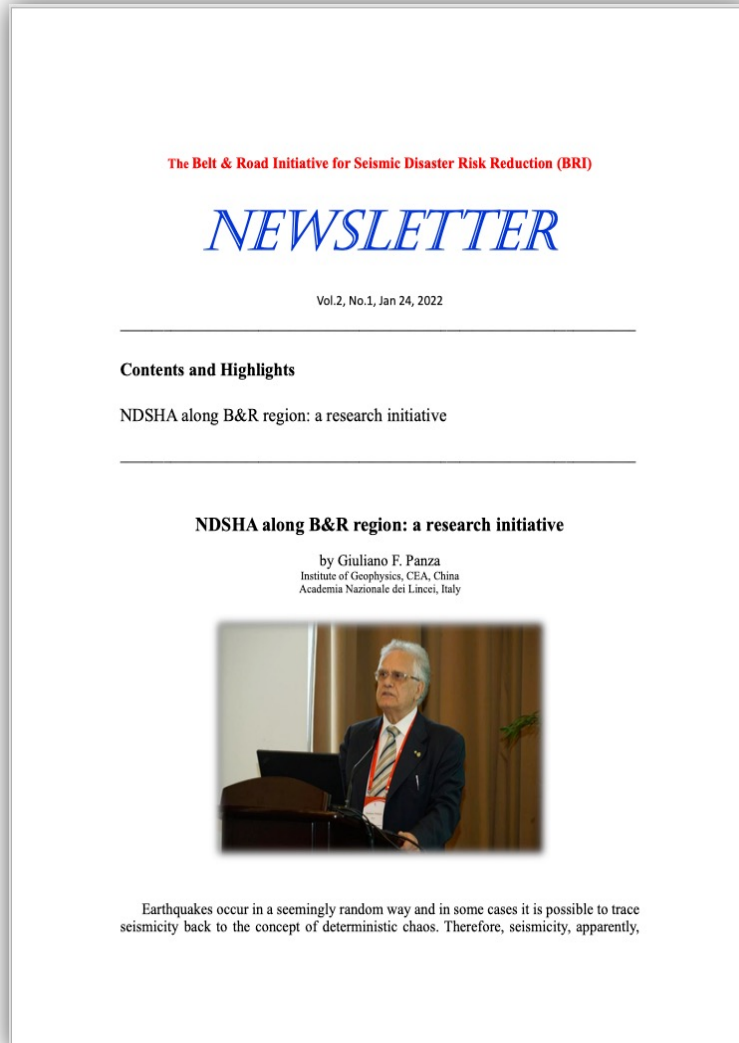 The Belt & Road Initiative for Seismic Disaster Risk Reduction (BRI)
NEWSLETTER
Vol.2, No.1, Jan 24, 2022
Contents and Highlights
NDSHA along B&R region: a research initiative
NDSHA along B&R region: a research initiative
by Giuliano F. Panza
Institute of Geophysics, CEA, China
Academia Nazionale dei Lincei, Italy
Earthquakes occur in a seemingly random way and in some cases it is possible to trace
seismicity back to the concept of deterministic chaos. Therefore, seismicity, apparently,